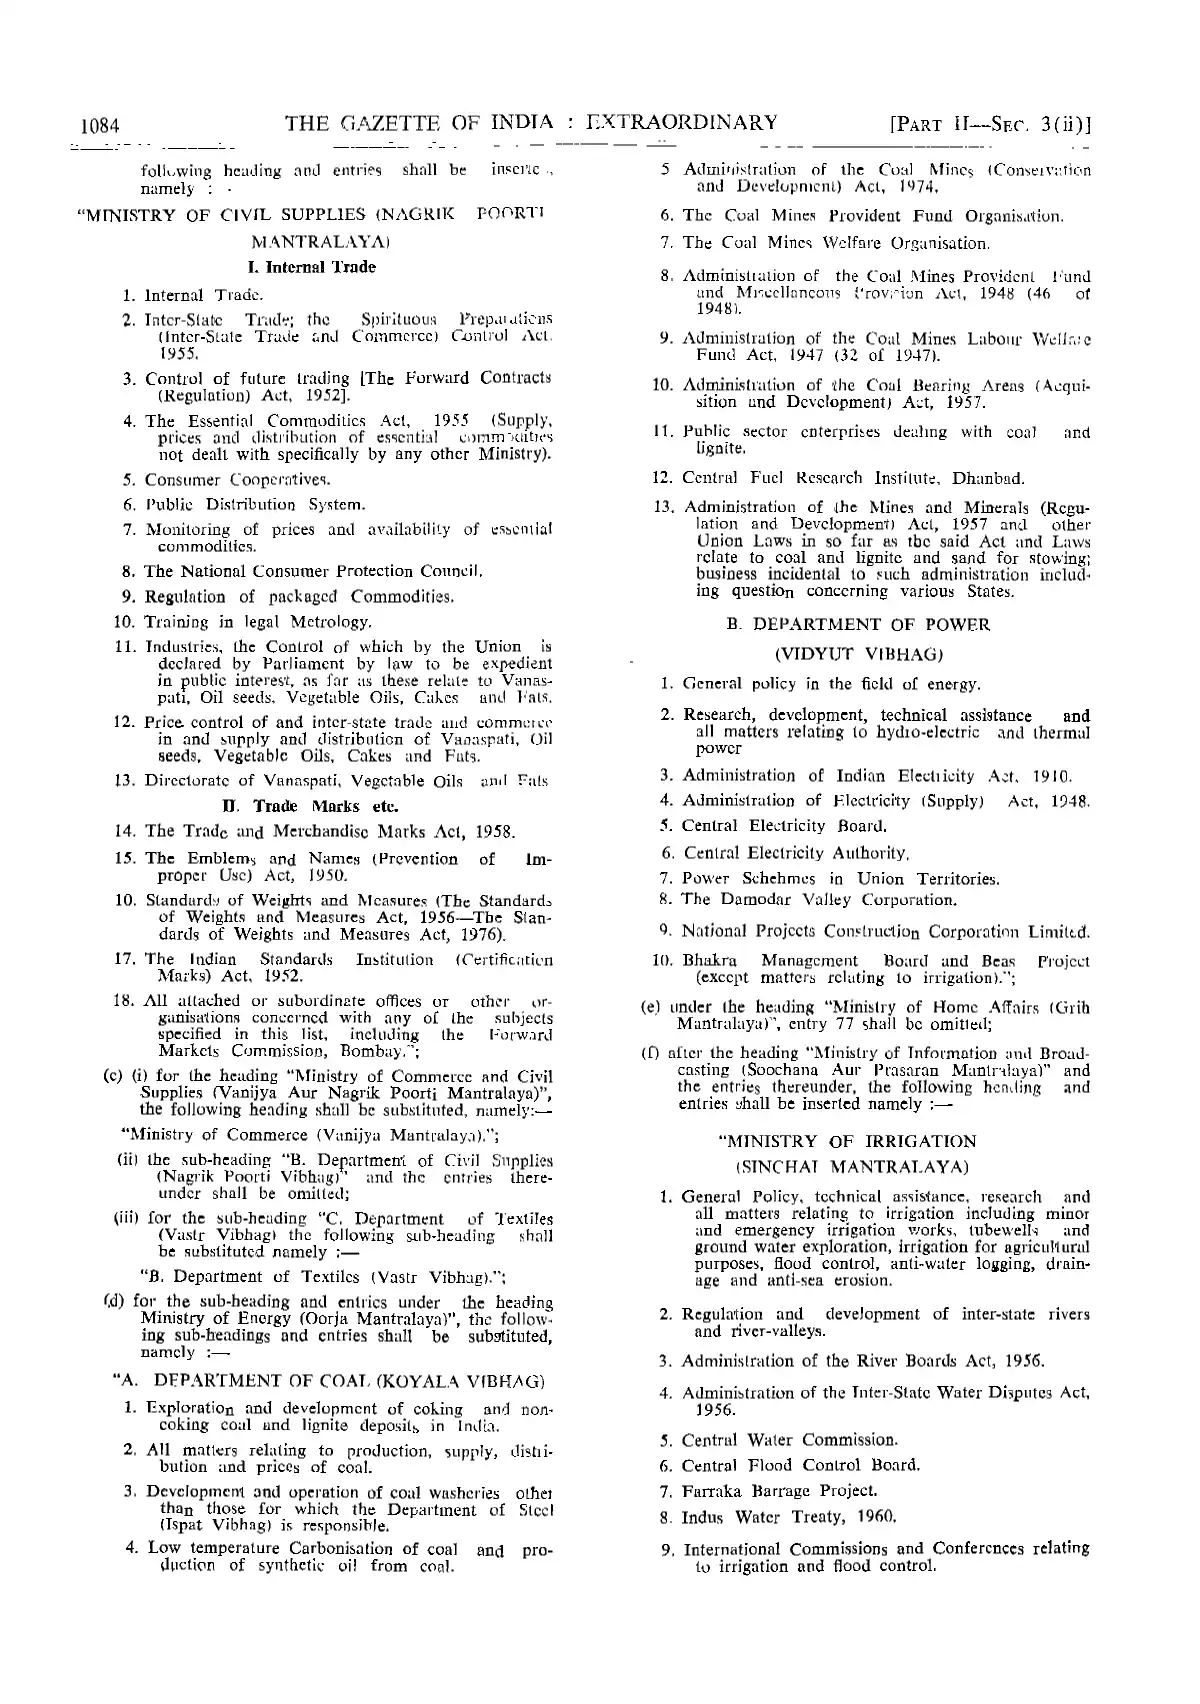 1084 THE GAZETTE OF INDIA : EXTRAORDINARY [PART II—SEC. 3(ii)]
following heading and entries shall be
namely :
"MINISTRY OF CIVIL SUPPLIES (NAGRIK POORTI
MANTRALAYA)
I. Internal Trade
1. Internal Trade.
2. Inter-State Trade; the Spirituous Preparations
(Inter-State Trade and Commerce) Control Act.
1955.
3. Control of future trading [The Forward Contracts
(Regulation) Act, 1952].
4. The Essential Commodities Act, 1955 (Supply,
prices and distribution of essential commodities
not dealt with specifically by any other Ministry).
5. Consumer Cooperatives.
6. Public Distribution System.
7. Monitoring of prices and availability of essential
commodities.
8. The National Consumer Protection Council.
9. Regulation of packaged Commodities.
10. Training in legal Metrology.
11. Industries, the Control of which by the Union is
declared by Parliament by law to be expedient
in public interest, as far as these relate to Vanas-
pati, Oil seeds, Vegetable Oils, Cakes and Fats.
12. Price control of and inter-state trade and commerce
in and supply and distribution of Vanaspati, Oil
seeds, Vegetable Oils, Cakes and Fats.
13. Directorate of Vanaspati, Vegetable Oils and Fats
II. Trade Marks etc.
14. The Trade and Merchandise Marks Act, 1958.
15. The Emblems and Names (Prevention of Im-
proper Use) Act, 1950.
10. Standards of Weights and Measures (The Standards
of Weights and Measures Act, 1956—The Stan-
dards of Weights and Measures Act, 1976).
17. The Indian Standards Institution (Certification
Marks) Act, 1952.
18. All attached or subordinate offices or other or-
ganisations concerned with any of the subjects
specified in this list, including the Forward
Markets Commission, Bombay.";
(c) (i) for the heading "Ministry of Commerce and Civil
Supplies (Vanijya Aur Nagrik Poorti Mantralaya)",
the following heading shall be substituted, namely:—
"Ministry of Commerce (Vanijya Mantralaya).";
(ii) the sub-heading "B. Department of Civil Supplies
(Nagrik Poorti Vibhag)" and the entries there-
under shall be omitted;
(iii) for the sub-heading "C. Department of Textiles
(Vastr Vibhag) the following sub-heading shall
be substituted namely :—
"B. Department of Textiles (Vastr Vibhag).";
(d) for the sub-heading and entries under the heading
Ministry of Energy (Oorja Mantralaya)", the follow-
ing sub-headings and entries shall be substituted,
namely :—
"A. DEPARTMENT OF COAL (KOYALA VIBHAG)
1. Exploration and development of coking and non-
coking coal and lignite deposits in India.
2. All matters relating to production, supply, distri-
bution and prices of coal.
3. Development and operation of coal washeries other
than those for which the Department of Steel
(Ispat Vibhag) is responsible.
4. Low temperature Carbonisation of coal and pro-
duction of synthetic oil from coal.
5 Administration of the Coal Mines (Conservation
and Development) Act, 1974.
6. The Coal Mines Provident Fund Organisation.
7. The Coal Mines Welfare Organisation.
8. Administration of the Coal Mines Provident Fund
and Miscellaneous Provision Act, 1948 (46 of
1948).
9. Administration of the Coal Mines Labour Welfare
Fund Act, 1947 (32 of 1947).
10. Administration of the Coal Bearing Areas (Acqui-
sition and Development) Act, 1957.
11. Public sector enterprises dealing with coal and
lignite.
12. Central Fuel Research Institute, Dhanbad.
13. Administration of the Mines and Minerals (Regu-
lation and Development) Act, 1957 and other
Union Laws in so far as the said Act and Laws
relate to coal and lignite and sand for stowing;
business incidental to such administration includ-
ing question concerning various States.
B. DEPARTMENT OF POWER
(VIDYUT VIBHAG)
1. General policy in the field of energy.
2. Research, development, technical assistance and
all matters relating to hydro-electric and thermal
power
3. Administration of Indian Electricity Act, 1910.
4. Administration of Electricity (Supply) Act, 1948.
5. Central Electricity Board.
6. Central Electricity Authority.
7. Power Schehmes in Union Territories.
8. The Damodar Valley Corporation.
9. National Projects Construction Corporation Limited.
10. Bhakra Management Board and Beas Project
(except matters relating to irrigation).";
(e) under the heading "Ministry of Home Affairs (Grih
Mantralaya)", entry 77 shall be omitted;
(f) after the heading "Ministry of Information and Broad-
casting (Soochana Aur Prasaran Mantralaya)" and
the entries thereunder, the following heading and
entries shall be inserted namely :—
"MINISTRY OF IRRIGATION
(SINCHAI MANTRALAYA)
1. General Policy, technical assistance, research and
all matters relating to irrigation including minor
and emergency irrigation works, tubewells and
ground water exploration, irrigation for agricultural
purposes, flood control, anti-water logging, drain-
age and anti-sea erosion.
2. Regulation and development of inter-state rivers
and river-valleys.
3. Administration of the River Boards Act, 1956.
4. Administration of the Inter-State Water Disputes Act,
1956.
5. Central Water Commission.
6. Central Flood Control Board.
7. Farraka Barrage Project.
8. Indus Water Treaty, 1960.
9. International Commissions and Conferences relating
to irrigation and flood control.